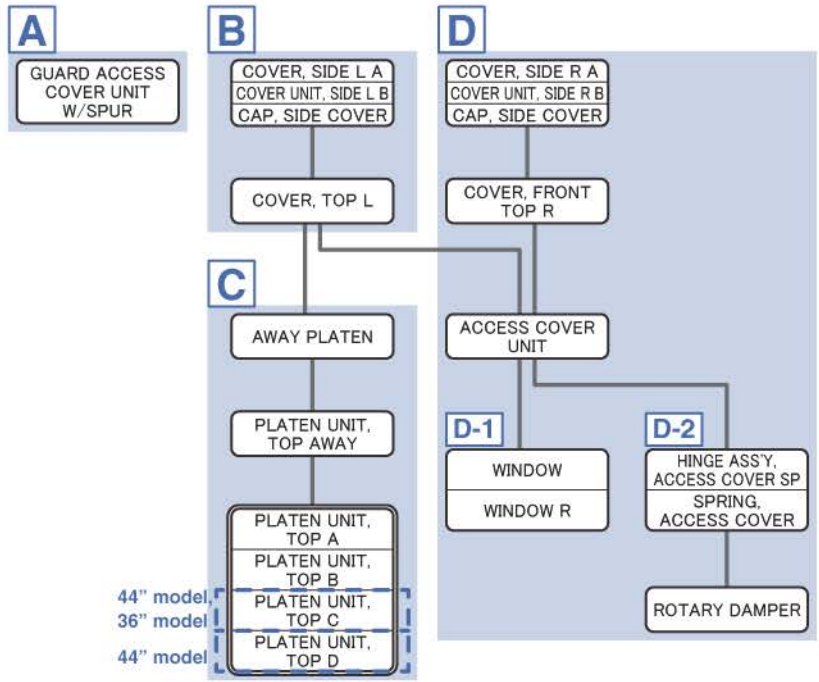 A
GUARD ACCESS
COVER UNIT
W/SPUR
B
COVER, SIDE L A
COVER UNIT, SIDE L B
CAP, SIDE COVER
COVER, TOP L
C
AWAY PLATEN
PLATEN UNIT,
TOP AWAY
PLATEN UNIT,
TOP A
PLATEN UNIT,
TOP B
44” model,
36” model
PLATEN UNIT,
TOP C
44” model
PLATEN UNIT,
TOP D
D
COVER, SIDE R A
COVER UNIT, SIDE R B
CAP, SIDE COVER
COVER, FRONT
TOP R
ACCESS COVER
UNIT
D-1
WINDOW
WINDOW R
D-2
HINGE ASS'Y,
ACCESS COVER SP
SPRING,
ACCESS COVER
ROTARY DAMPER